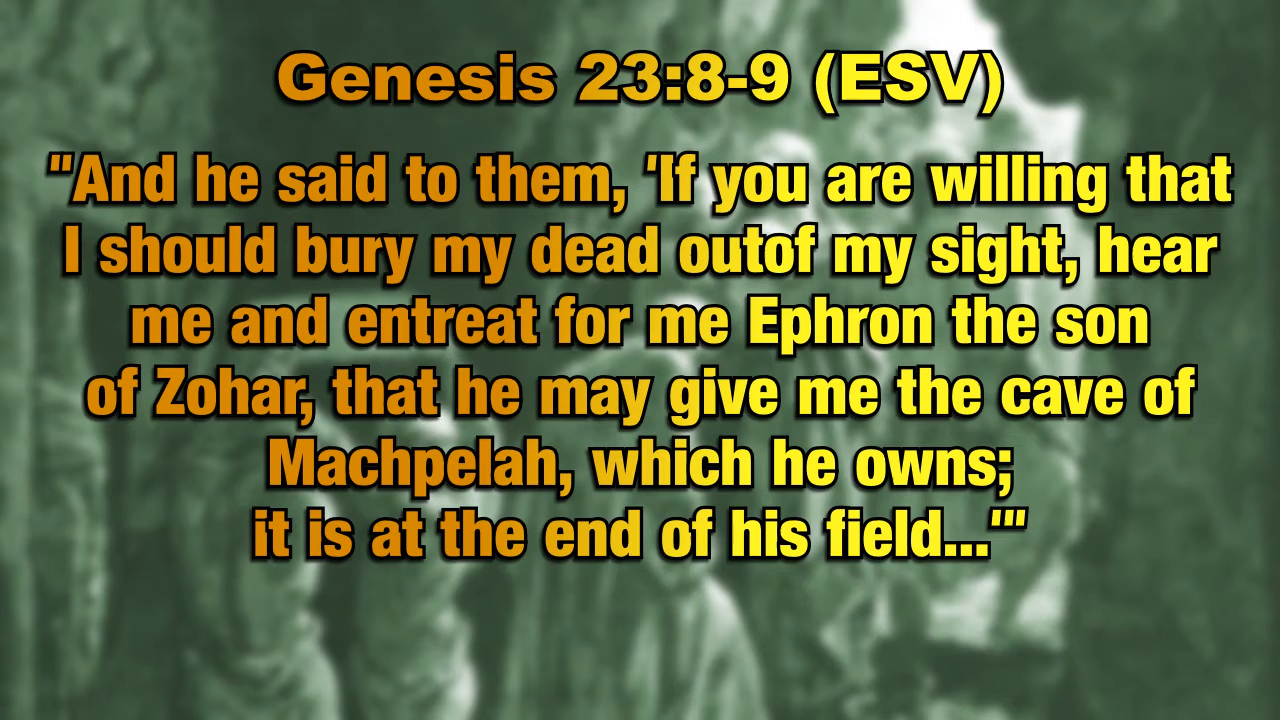 Genesis 23:8-9 (ESV)
"And he said to them, 'If you are willing that
I should bury my dead outof my sight, hear
me and entreat for me Ephron the son
of Zohar, that he may give me the cave of
Machpelah, which he owns;
it is at the end of his field...'"